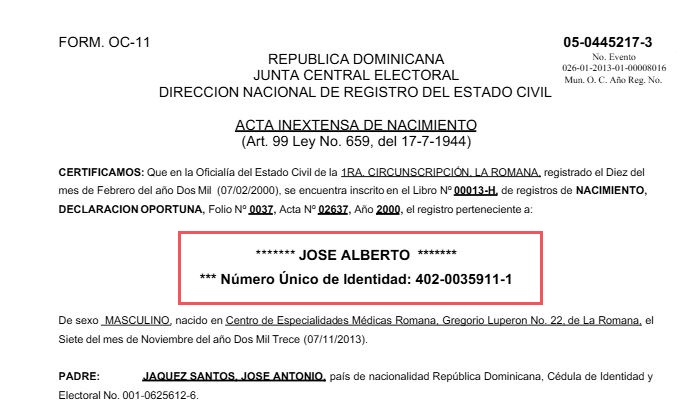 FORM. OC-11
05-0445217-3
No. Evento
026-01-2013-01-00008016
Mun. O. C. Año Reg. No.
REPUBLICA DOMINICANA
JUNTA CENTRAL ELECTORAL
DIRECCION NACIONAL DE REGISTRO DEL ESTADO CIVIL
ACTA INEXTENSA DE NACIMIENTO
(Art. 99 Ley No. 659, del 17-7-1944)
CERTIFICAMOS: Que en la Oficialía del Estado Civil de la 1RA. CIRCUNSCRIPCIÓN, LA ROMANA, registrado el Diez del
mes de Febrero del año Dos Mil (07/02/2000), se encuentra inscrito en el Libro Nº 00013-H, de registros de NACIMIENTO,
DECLARACION OPORTUNA, Folio Nº 0037, Acta Nº 02637, Año 2000, el registro perteneciente a:
******* JOSE ALBERTO *******
*** Número Único de Identidad: 402-0035911-1
De sexo MASCULINO, nacido en Centro de Especialidades Médicas Romana, Gregorio Luperon No. 22, de La Romana, el
Siete del mes de Noviembre del año Dos Mil Trece (07/11/2013).
PADRE: JAQUEZ SANTOS, JOSE ANTONIO, país de nacionalidad República Dominicana, Cédula de Identidad y
Electoral No. 001-0625612-6.